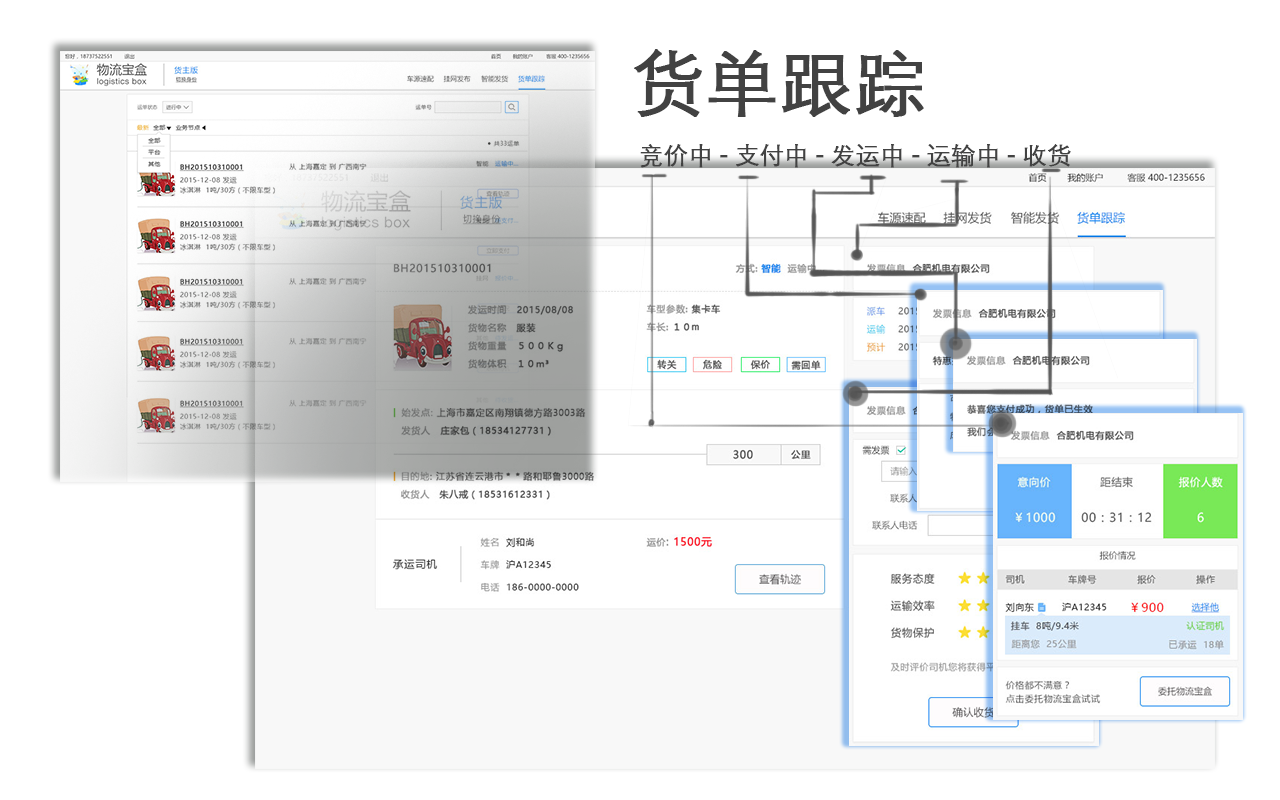 货单跟踪
竞价中 - 支付中 - 发运中 - 运输中 - 收货
您好，18737522551 退出
首页 我的账户 客服 400-1235656
物流宝盒
logistics box
货主版
切换身份
车源速配 挂网发布 智能发货 货单跟踪
运单状态 进行中
运单号
最新 全部 业务节点
全部
平台
其他
共33运单
BH201510310001 从 上海嘉定 到 广西南宁 智能 运输中...
2015-12-08 发运
冰淇淋 1吨/30方 ( 不限车型 )
查看轨迹
BH201510310001 从 上海嘉定 到 广西南宁
2015-12-08 发运
冰淇淋 1吨/30方 ( 不限车型 )
BH201510310001 从 上海嘉定 到 广西南宁
2015-12-08 发运
冰淇淋 1吨/30方 ( 不限车型 )
BH201510310001 从 上海嘉定 到 广西南宁
2015-12-08 发运
冰淇淋 1吨/30方 ( 不限车型 )
BH201510310001 从 上海嘉定 到 广西南宁
2015-12-08 发运
冰淇淋 1吨/30方 ( 不限车型 )
退出
首页 我的账户 客服 400-1235656
物流宝盒
logistics box
货主版
切换身份
车源速配 挂网发货 智能发货 货单跟踪
BH201510310001
方式: 智能 运输中
发运时间 2015/08/08
货物名称 服装
货物重量 500Kg
货物体积 10m³
车型参数: 集卡车
车长: 10m
转关 危险 保价 需回单
始发点: 上海市嘉定区南翔镇德方路3003路
发货人 庄家包 ( 18534127731 )
300 公里
目的地: 江苏省连云港市**路和耶鲁3000路
收货人 朱八戒 ( 18531612331 )
承运司机
姓名 刘和尚
车牌 沪A12345
电话 186-0000-0000
运价: 1500元
查看轨迹
发票信息 合肥机电有限公司
派车 2015
运输 2015
预计 2015
发票信息 合肥机电有限公司
特惠
发票信息 合肥机电有限公司
恭喜您支付成功，货单已生效
我们会
发票信息
需发票
请输入
联系人
联系人电话
服务态度
运输效率
货物保护
及时评价司机您将获得平
确认收货
发票信息 合肥机电有限公司
意向价 距结束 报价人数
￥1000 00 : 31 : 12 6
报价情况
司机 车牌号 报价 操作
刘向东 沪A12345 ￥900 选择他
挂车 8吨/9.4米 认证司机
距离您 25公里 已承运 18单
价格都不满意？
点击委托物流宝盒试试
委托物流宝盒